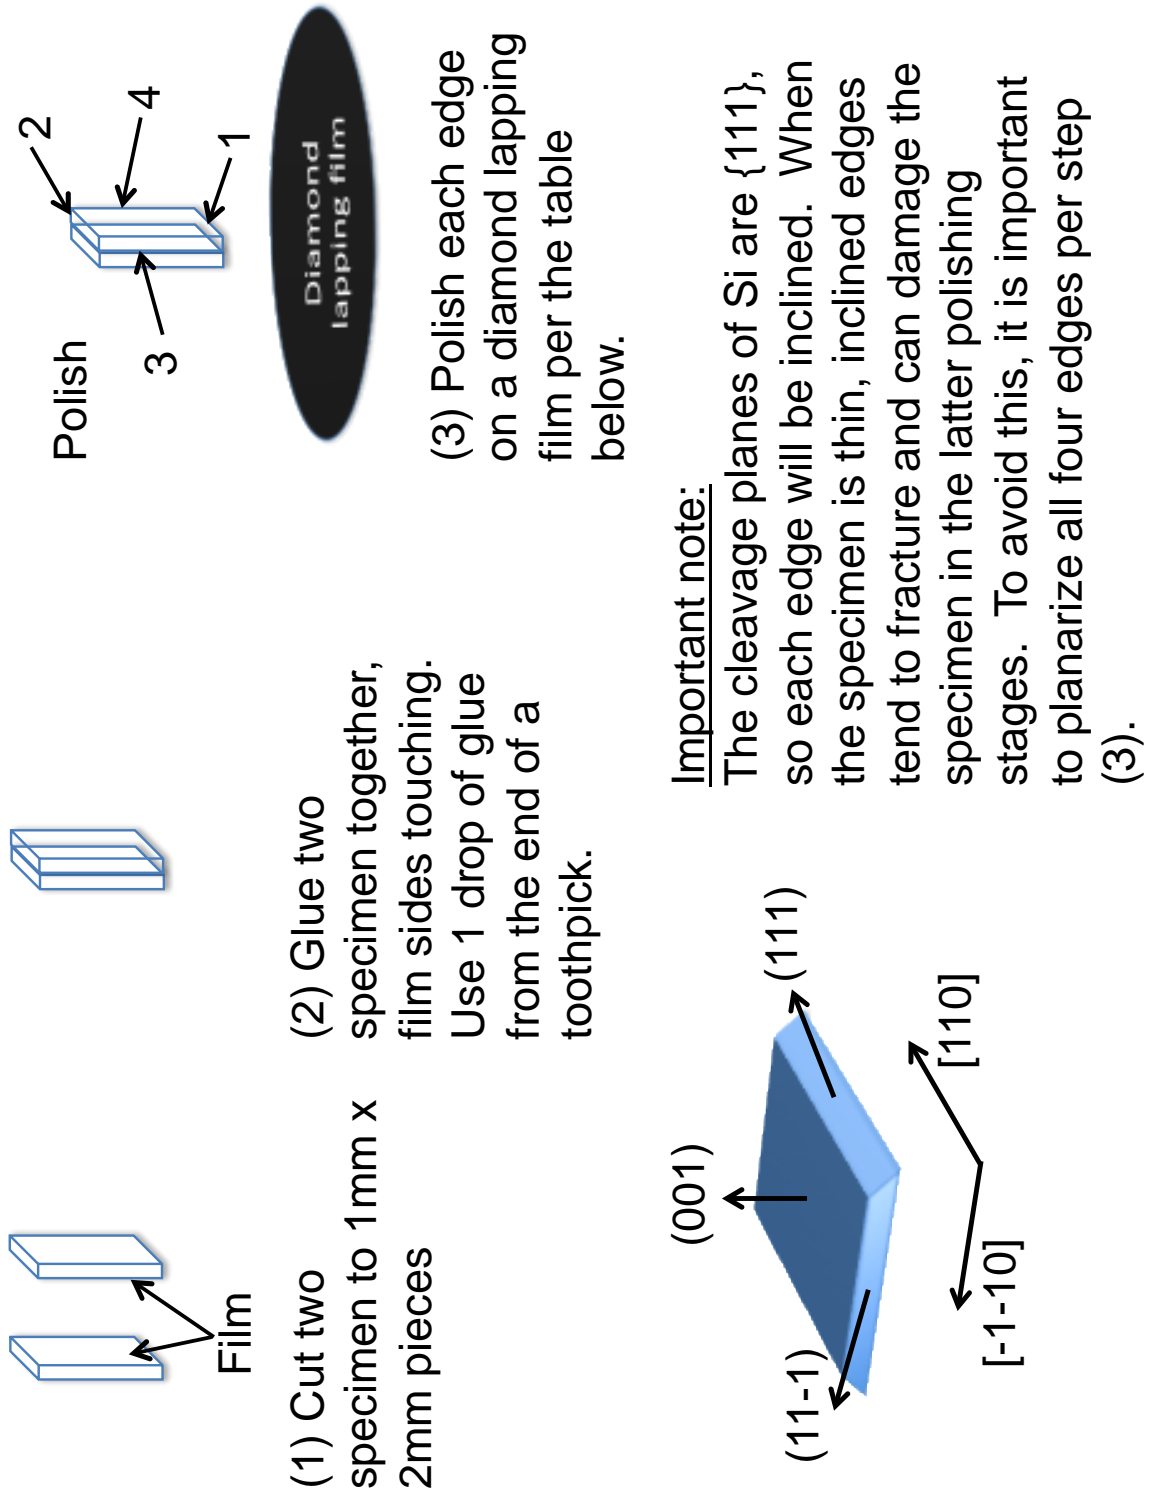 Film
(1) Cut two
specimen to 1mm x
2mm pieces
(2) Glue two
specimen together,
film sides touching.
Use 1 drop of glue
from the end of a
toothpick.
Polish
2
4
3
1
Diamond
lapping film
(3) Polish each edge
on a diamond lapping
film per the table
below.
(001)
(111)
(11-1)
[110]
[-1-10]
Important note:
The cleavage planes of Si are {111},
so each edge will be inclined.  When
the specimen is thin, inclined edges
tend to fracture and can damage the
specimen in the latter polishing
stages.  To avoid this, it is important
to planarize all four edges per step
(3).